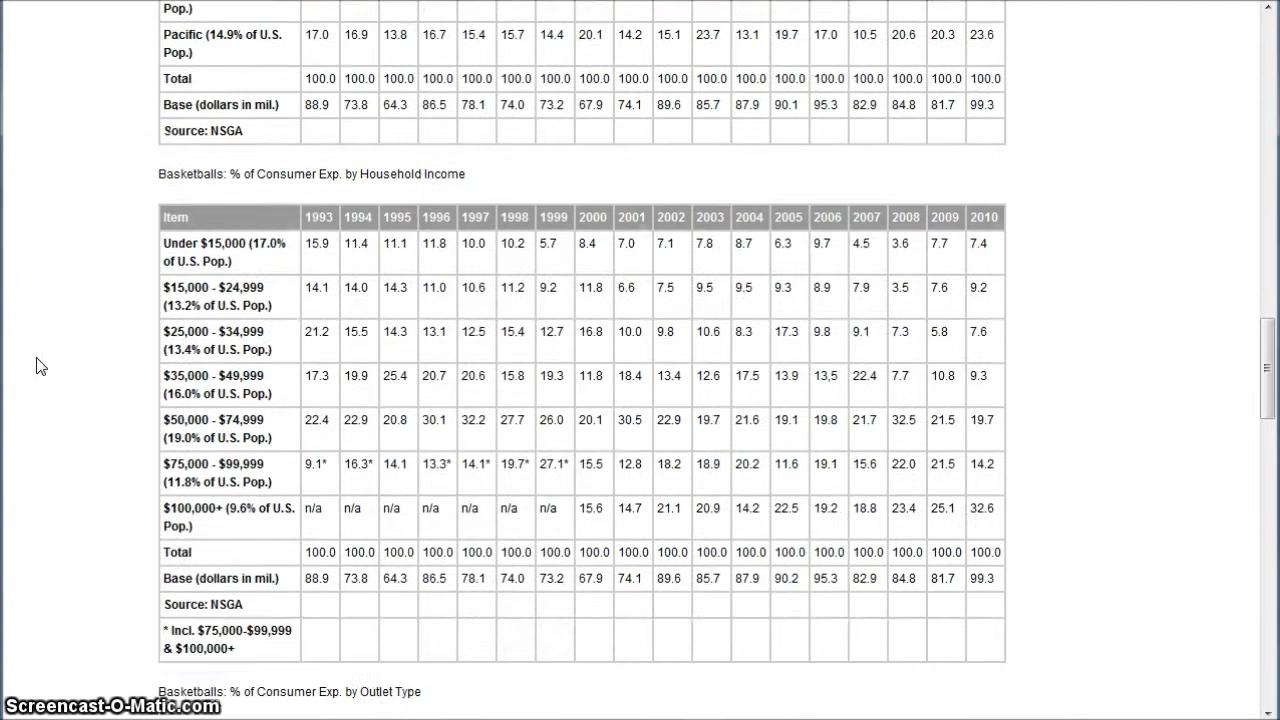 Pop.)
Pacific (14.9% of U.S. Pop.) 17.0 16.9 13.8 16.7 15.4 15.7 14.4 20.1 14.2 15.1 23.7 13.1 19.7 17.0 10.5 20.6 20.3 23.6
Total 100.0 100.0 100.0 100.0 100.0 100.0 100.0 100.0 100.0 100.0 100.0 100.0 100.0 100.0 100.0 100.0 100.0 100.0
Base (dollars in mil.) 88.9 73.8 64.3 86.5 78.1 74.0 73.2 67.9 74.1 89.6 85.7 87.9 90.1 95.3 82.9 84.8 81.7 99.3
Source: NSGA
Basketballs: % of Consumer Exp. by Household Income
Item 1993 1994 1995 1996 1997 1998 1999 2000 2001 2002 2003 2004 2005 2006 2007 2008 2009 2010
Under $15,000 (17.0% of U.S. Pop.) 15.9 11.4 11.1 11.8 10.0 10.2 5.7 8.4 7.0 7.1 7.8 8.7 6.3 9.7 4.5 3.6 7.7 7.4
$15,000 - $24,999 (13.2% of U.S. Pop.) 14.1 14.0 14.3 11.0 10.6 11.2 9.2 11.8 6.6 7.5 9.5 9.5 9.3 8.9 7.9 3.5 7.6 9.2
$25,000 - $34,999 (13.4% of U.S. Pop.) 21.2 15.5 14.3 13.1 12.5 15.4 12.7 16.8 10.0 9.8 10.6 8.3 17.3 9.8 9.1 7.3 5.8 7.6
$35,000 - $49,999 (16.0% of U.S. Pop.) 17.3 19.9 25.4 20.7 20.6 15.8 19.3 11.8 18.4 13.4 12.6 17.5 13.9 13,5 22.4 7.7 10.8 9.3
$50,000 - $74,999 (19.0% of U.S. Pop.) 22.4 22.9 20.8 30.1 32.2 27.7 26.0 20.1 30.5 22.9 19.7 21.6 19.1 19.8 21.7 32.5 21.5 19.7
$75,000 - $99,999 (11.8% of U.S. Pop.) 9.1* 16.3* 14.1 13.3* 14.1* 19.7* 27.1* 15.5 12.8 18.2 18.9 20.2 11.6 19.1 15.6 22.0 21.5 14.2
$100,000+ (9.6% of U.S. Pop.) n/a n/a n/a n/a n/a n/a n/a 15.6 14.7 21.1 20.9 14.2 22.5 19.2 18.8 23.4 25.1 32.6
Total 100.0 100.0 100.0 100.0 100.0 100.0 100.0 100.0 100.0 100.0 100.0 100.0 100.0 100.0 100.0 100.0 100.0 100.0
Base (dollars in mil.) 88.9 73.8 64.3 86.5 78.1 74.0 73.2 67.9 74.1 89.6 85.7 87.9 90.2 95.3 82.9 84.8 81.7 99.3
Source: NSGA
* Incl. $75,000-$99,999
& $100,000+
Basketballs: % of Consumer Exp. by Outlet Type
Screencast-O-Matic.com